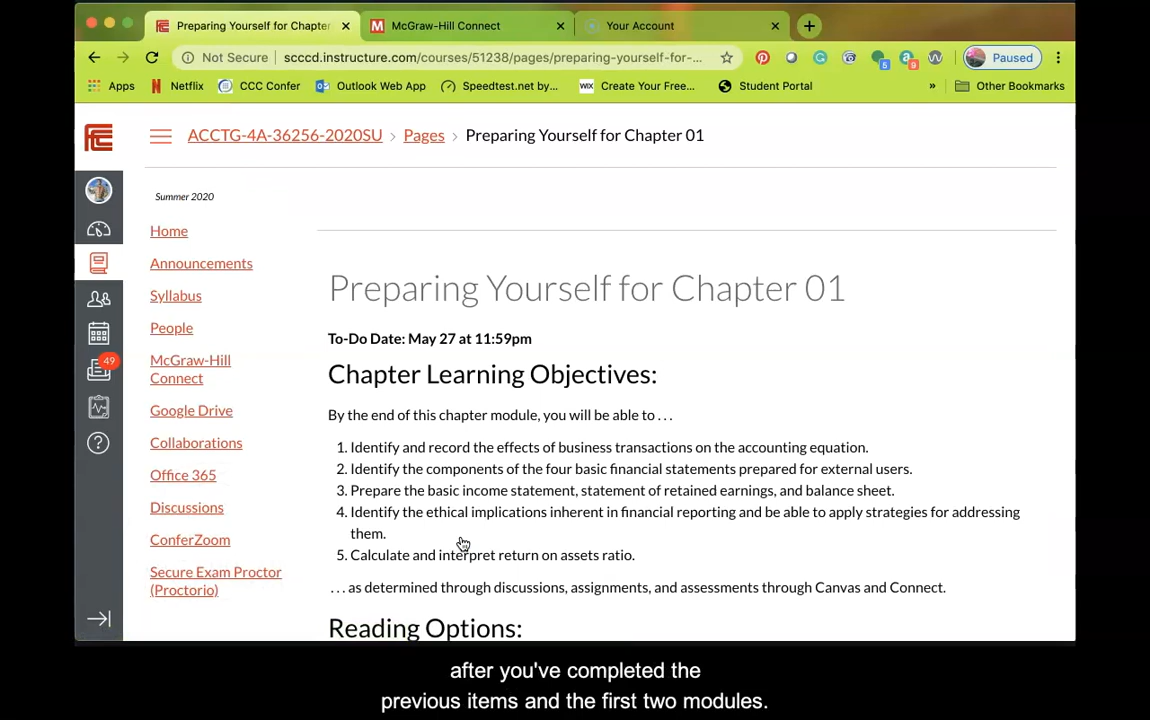 Preparing Yourself for Chapter
McGraw-Hill Connect
Your Account
Not Secure
scccd.instructure.com/courses/51238/pages/preparing-yourself-for-...
5
9
Paused
Apps
Netflix
CCC Confer
Outlook Web App
Speedtest.net by...
WIX
Create Your Free...
Student Portal
»
Other Bookmarks
FCC
ACCTG-4A-36256-2020SU > Pages > Preparing Yourself for Chapter 01
Summer 2020
Home
Announcements
Syllabus
People
McGraw-Hill
Connect
Google Drive
Collaborations
Office 365
Discussions
ConferZoom
Secure Exam Proctor
(Proctorio)
49
Preparing Yourself for Chapter 01
To-Do Date: May 27 at 11:59pm
Chapter Learning Objectives:
By the end of this chapter module, you will be able to . . .
1. Identify and record the effects of business transactions on the accounting equation.
2. Identify the components of the four basic financial statements prepared for external users.
3. Prepare the basic income statement, statement of retained earnings, and balance sheet.
4. Identify the ethical implications inherent in financial reporting and be able to apply strategies for addressing
them.
5. Calculate and interpret return on assets ratio.
. . . as determined through discussions, assignments, and assessments through Canvas and Connect.
Reading Options:
after you've completed the
previous items and the first two modules.